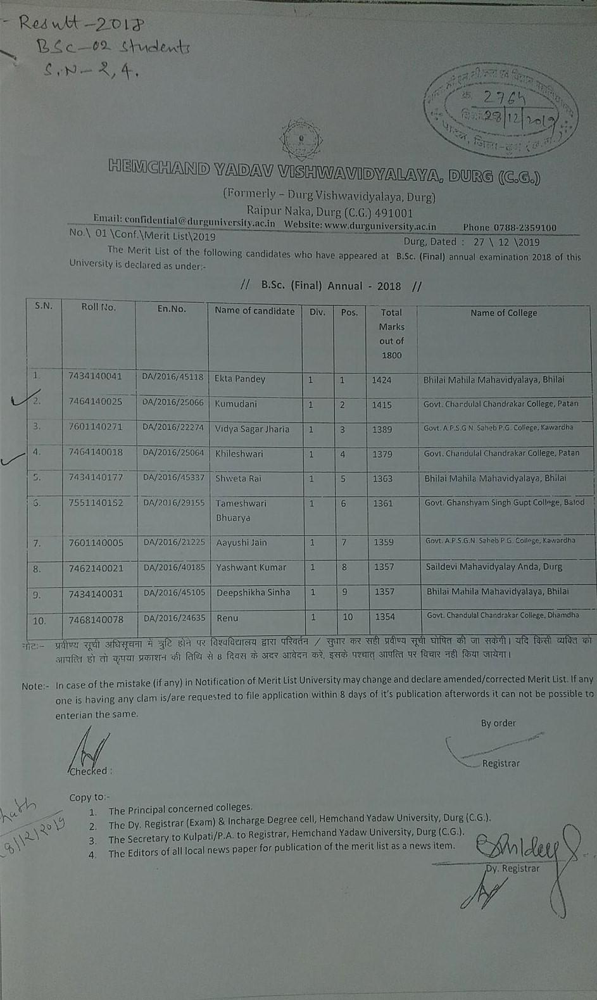 Result-2018
BSc-02 Students
S.N-2,4.
2764
28/12/2019
HEMCHAND YADAV VISHWAVIDYALAYA, DURG (C.G.)
(Formerly – Durg Vishwavidyalaya, Durg)
Raipur Naka, Durg (C.G.) 491001
Email: confidential@durguniversity.ac.in Website: www.durguniversity.ac.in Phone 0788-2359100
No.\ 01 \Conf.\Merit List\2019
Durg, Dated : 27 \ 12 \2019
The Merit List of the following candidates who have appeared at B.Sc. (Final) annual examination 2018 of this
University is declared as under:-
// B.Sc. (Final) Annual - 2018 //
S.N. Roll No. En.No. Name of candidate Div. Pos. Total Marks out of 1800 Name of College
1. 7434140041 DA/2016/45118 Ekta Pandey 1 1 1424 Bhilai Mahila Mahavidyalaya, Bhilai
2. 7464140025 DA/2016/25066 Kumudani 1 2 1415 Govt. Chardulal Chandrakar College, Patan
3. 7601140271 DA/2016/22274 Vidya Sagar Jharia 1 3 1389 Govt. A.P.S.G.N. Saheb P.G. College, Kawardha
4. 7464140018 DA/2016/25064 Khileshwari 1 4 1379 Govt. Chandulal Chandrakar College, Patan
5. 7434140177 DA/2016/45337 Shweta Rai 1 5 1363 Bhilai Mahila Mahavidyalaya, Bhilai
6. 7551140152 DA/2016/29155 Tameshwari Bhuarya 1 6 1361 Govt. Ghanshyam Singh Gupt College, Balod
7. 7601140005 DA/2016/21225 Aayushi Jain 1 7 1359 Govt. A.P.S.G.N. Saheb P.G. College, Kawardha
8. 7462140021 DA/2016/40185 Yashwant Kumar 1 8 1357 Saildevi Mahavidyalay Anda, Durg
9. 7434140031 DA/2016/45105 Deepshikha Sinha 1 9 1357 Bhilai Mahila Mahavidyalaya, Bhilai
10. 7468140078 DA/2016/24635 Renu 1 10 1354 Govt. Chandulal Chandrakar College, Dhamdha
नोटः- प्रवीण्य सूची अधिसूचना में त्रुटि होने पर विश्वविद्यालय द्वारा परिवर्तन / सुधार कर सही प्रवीण्य सूची घोषित की जा सकेगी। यदि किसी व्यक्ति को
आपत्ति हो तो कृपया प्रकाशन की तिथि से 8 दिवस के अदर आवेदन करें, इसके पश्चात् आपत्ति पर विचार नही किया जायेगा।
Note:- In case of the mistake (if any) in Notification of Merit List University may change and declare amended/corrected Merit List. If any
one is having any clam is/are requested to file application within 8 days of it's publication afterwords it can not be possible to
enterian the same.
By order
Registrar
Checked :
Copy to:-
1. The Principal concerned colleges.
2. The Dy. Registrar (Exam) & Incharge Degree cell, Hemchand Yadaw University, Durg (C.G.).
3. The Secretary to Kulpati/P.A. to Registrar, Hemchand Yadaw University, Durg (C.G.).
4. The Editors of all local news paper for publication of the merit list as a news item.
8/12/2019
Dy. Registrar